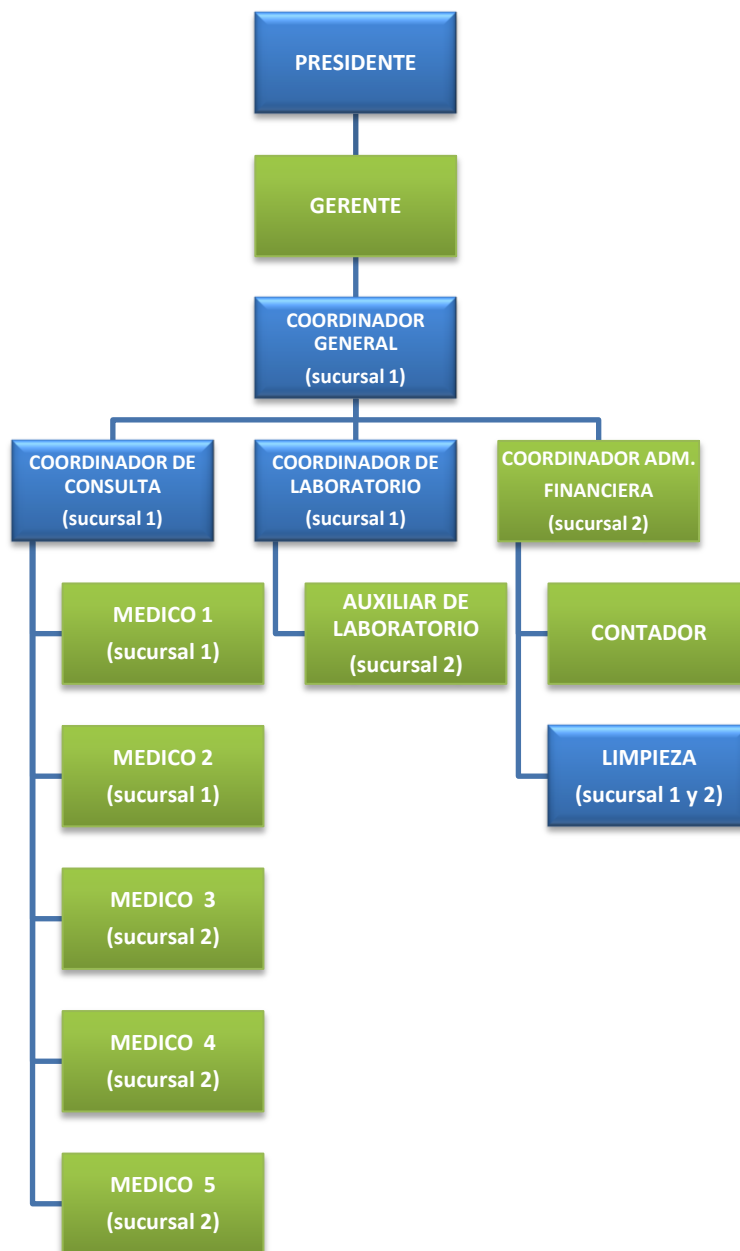 PRESIDENTE
GERENTE
COORDINADOR
GENERAL
(sucursal 1)
COORDINADOR DE
CONSULTA
(sucursal 1)
COORDINADOR DE
LABORATORIO
(sucursal 1)
COORDINADOR ADM.
FINANCIERA
(sucursal 2)
MEDICO 1
(sucursal 1)
AUXILIAR DE
LABORATORIO
(sucursal 2)
CONTADOR
MEDICO 2
(sucursal 1)
LIMPIEZA
(sucursal 1 y 2)
MEDICO 3
(sucursal 2)
MEDICO 4
(sucursal 2)
MEDICO 5
(sucursal 2)